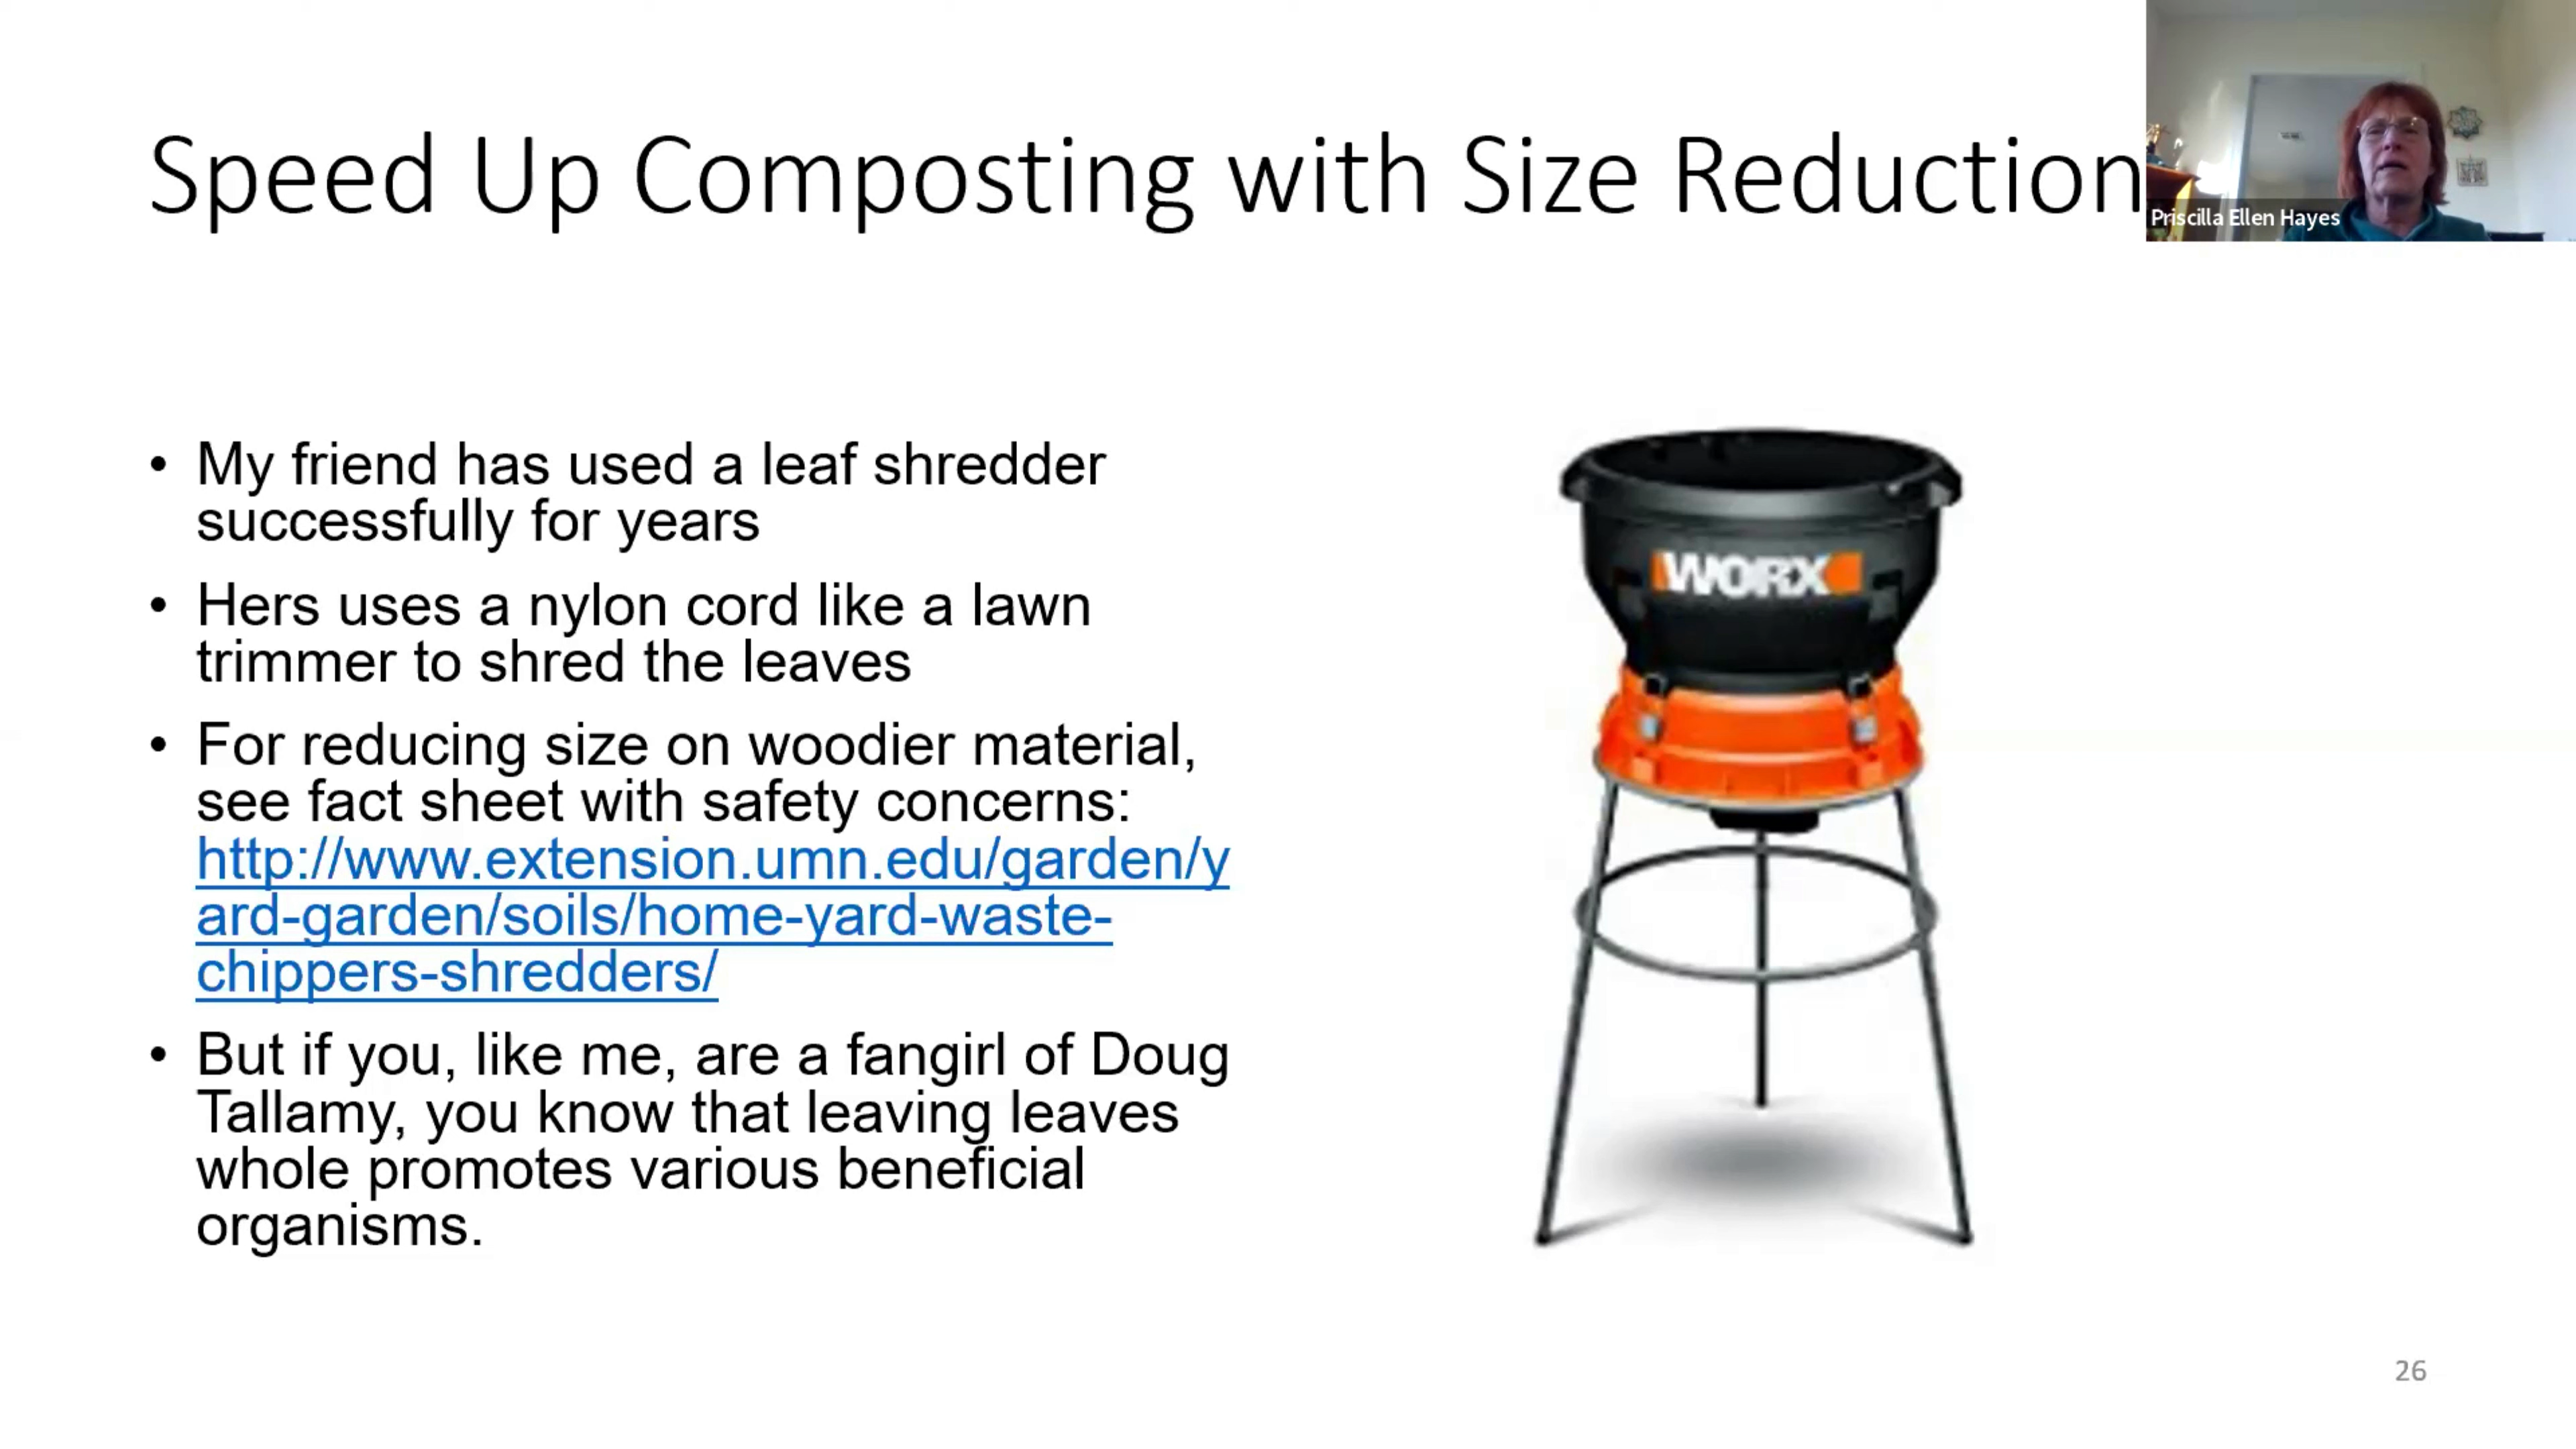 Speed Up Composting with Size Reduction
Priscilla Ellen Hayes
• My friend has used a leaf shredder
successfully for years
• Hers uses a nylon cord like a lawn
trimmer to shred the leaves
• For reducing size on woodier material,
see fact sheet with safety concerns:
http://www.extension.umn.edu/garden/y
ard-garden/soils/home-yard-waste-
chippers-shredders/
• But if you, like me, are a fangirl of Doug
Tallamy, you know that leaving leaves
whole promotes various beneficial
organisms.
WORX
26